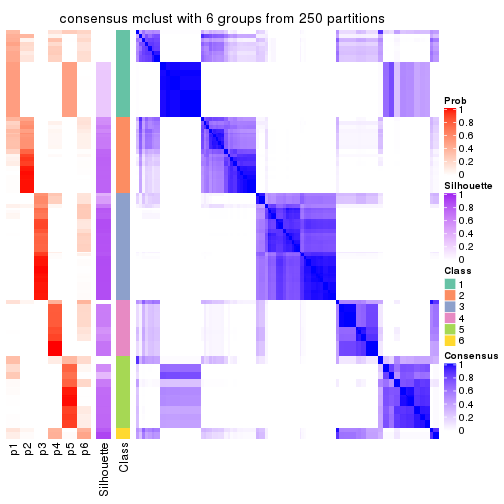 consensus mclust with 6 groups from 250 partitions
Prob
1
0.8
0.6
0.4
0.2
0
Silhouette
1
0.8
0.6
0.4
0.2
0
Class
1
2
3
4
5
6
Consensus
1
0.8
0.6
0.4
0.2
0
p1
p2
p3
p4
p5
p6
Silhouette
Class